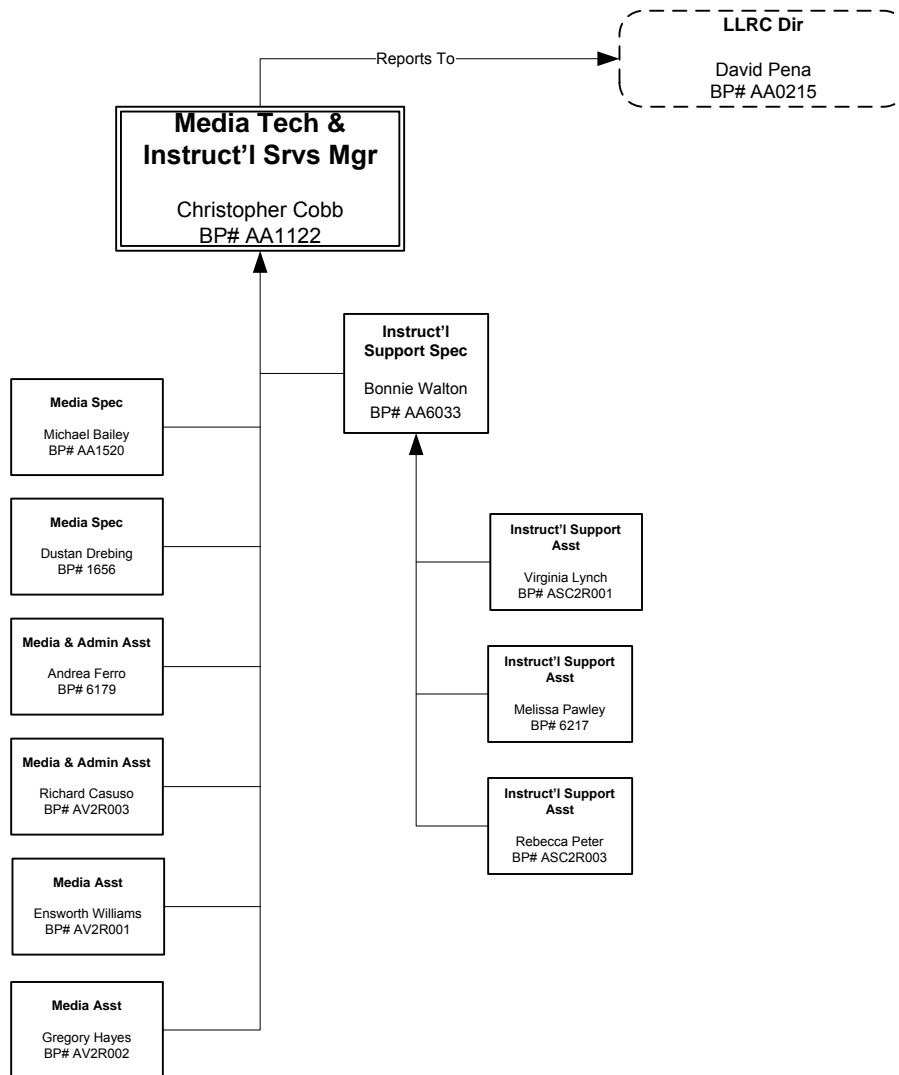 LLRC Dir
David Pena
BP# AA0215
Reports To
Media Tech &
Instruct'l Srvs Mgr
Christopher Cobb
BP# AA1122
Instruct'l
Support Spec
Bonnie Walton
BP# AA6033
Media Spec
Michael Bailey
BP# AA1520
Media Spec
Dustan Drebing
BP# 1656
Media & Admin Asst
Andrea Ferro
BP# 6179
Media & Admin Asst
Richard Casuso
BP# AV2R003
Media Asst
Ensworth Williams
BP# AV2R001
Media Asst
Gregory Hayes
BP# AV2R002
Instruct'l Support
Asst
Virginia Lynch
BP# ASC2R001
Instruct'l Support
Asst
Melissa Pawley
BP# 6217
Instruct'l Support
Asst
Rebecca Peter
BP# ASC2R003